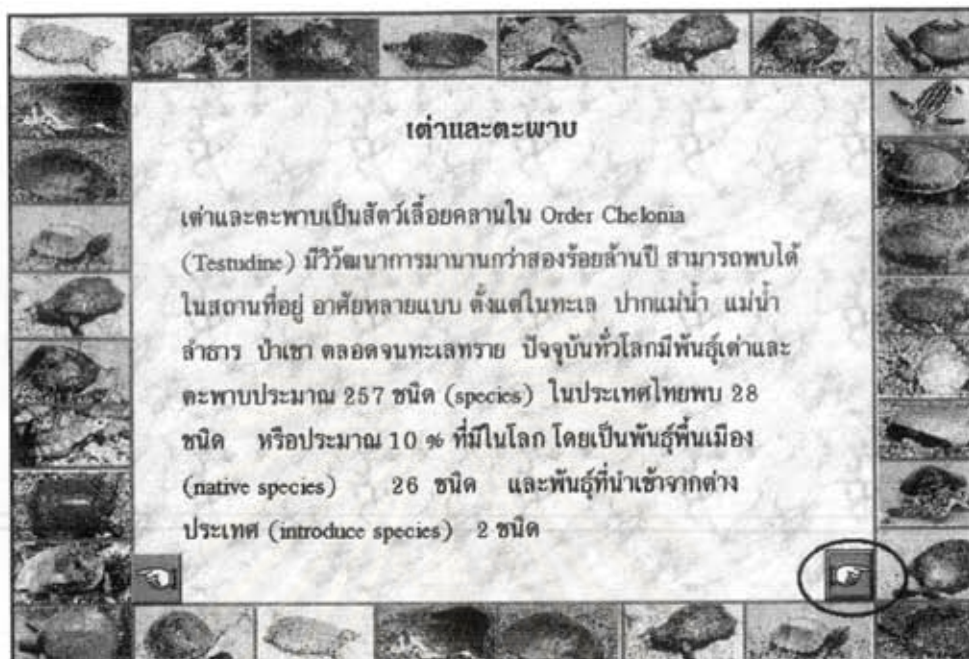 เต่าและตะพาบ
เต่าและตะพาบเป็นสัตว์เลื้อยคลานใน Order Chelonia
(Testudine) มีวิวัฒนาการมานานกว่าสองร้อยล้านปี สามารถพบได้
ในสถานที่อยู่ อาศัยหลายแบบ ตั้งแต่ในทะเล ปากแม่น้ำ แม่น้ำ
ลำธาร ป่าเขา ตลอดจนทะเลทราย ปัจจุบันทั่วโลกมีพันธุ์เต่าและ
ตะพาบประมาณ 257 ชนิด (species) ในประเทศไทยพบ 28
ชนิด หรือประมาณ 10 % ที่มีในโลก โดยเป็นพันธุ์พื้นเมือง
(native species) 26 ชนิด และพันธุ์ที่นำเข้าจากต่าง
ประเทศ (introduce species) 2 ชนิด